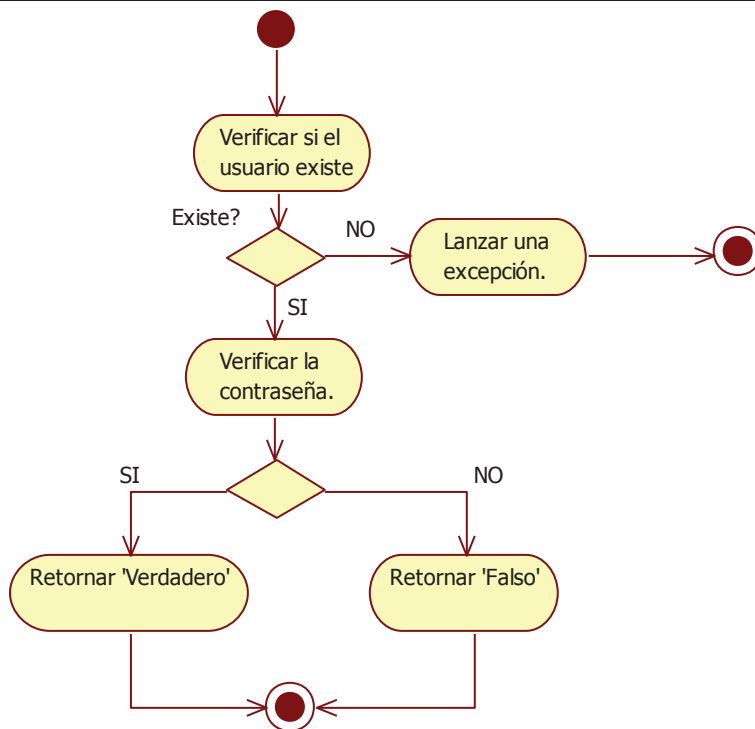 Verificar si el
usuario existe
Existe?
NO
Lanzar una
excepción.
SI
Verificar la
contraseña.
SI
NO
Retornar 'Verdadero'
Retornar 'Falso'